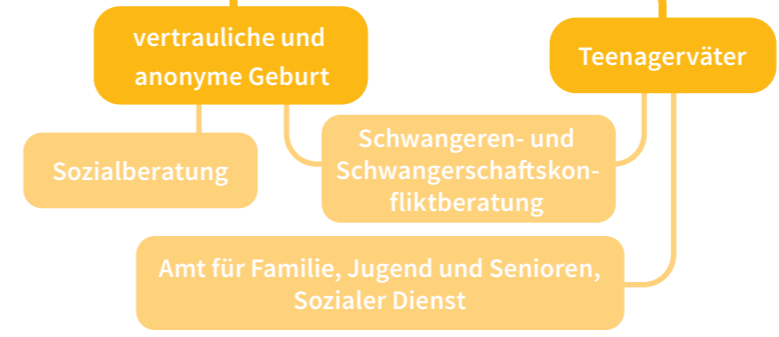 vertrauliche und
anonyme Geburt
Teenagerväter
Sozialberatung
Schwangeren- und
Schwangerschaftskon-
fliktberatung
Amt für Familie, Jugend und Senioren,
Sozialer Dienst